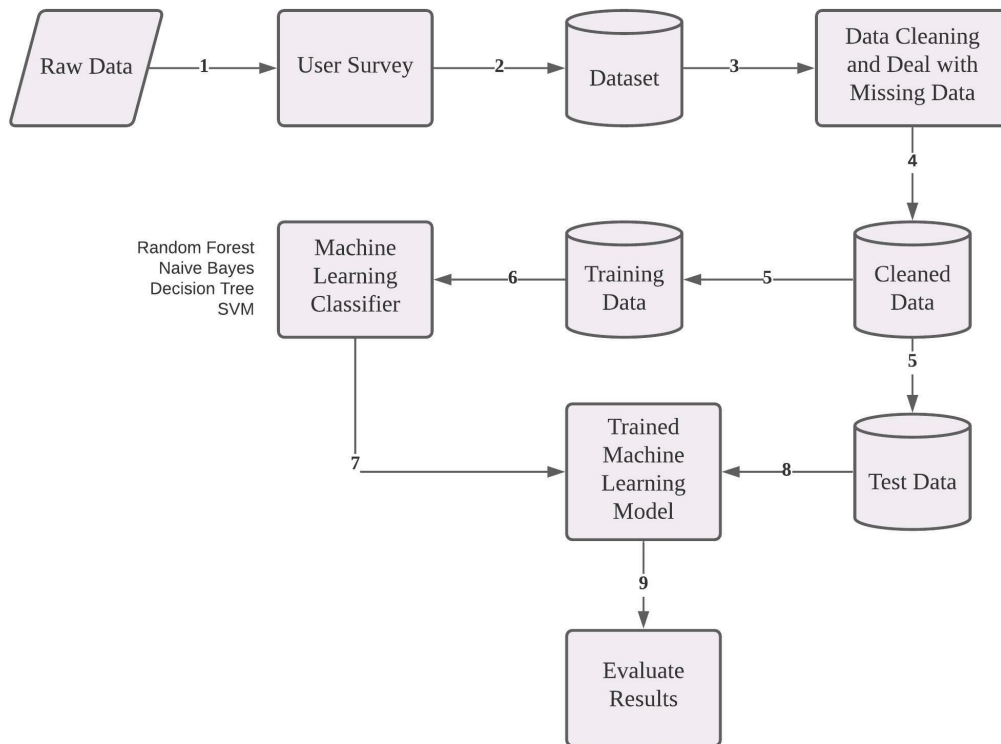 Raw Data
1
User Survey
2
Dataset
3
Data Cleaning
and Deal with
Missing Data
4
Random Forest
Naive Bayes
Decision Tree
SVM
Machine
Learning
Classifier
6
Training
Data
5
Cleaned
Data
5
7
Trained
Machine
Learning
Model
8
Test Data
9
Evaluate
Results